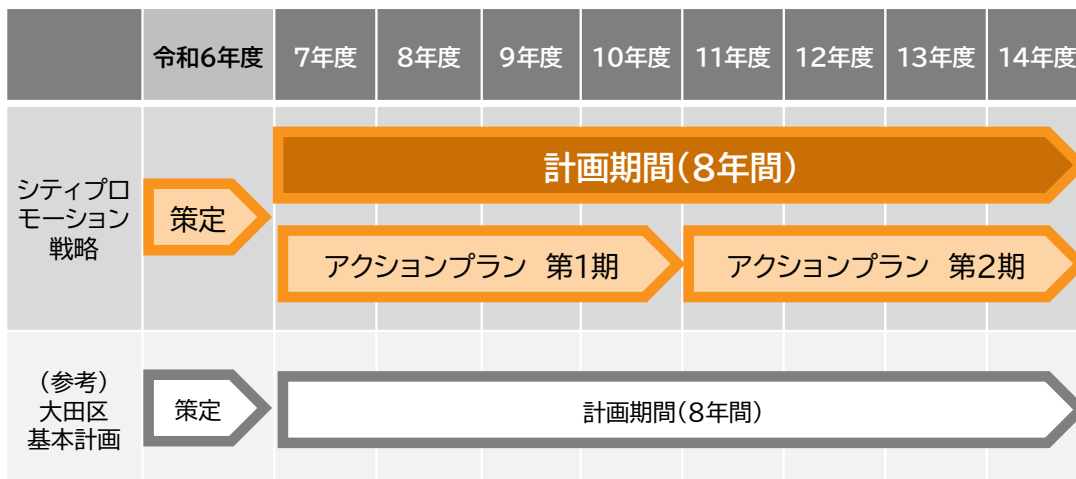 令和6年度 7年度 8年度 9年度 10年度 11年度 12年度 13年度 14年度
シティプロ
モーション
戦略
策定
計画期間(8年間)
アクションプラン 第1期 アクションプラン 第2期
(参考)
大田区
基本計画
策定 計画期間(8年間)